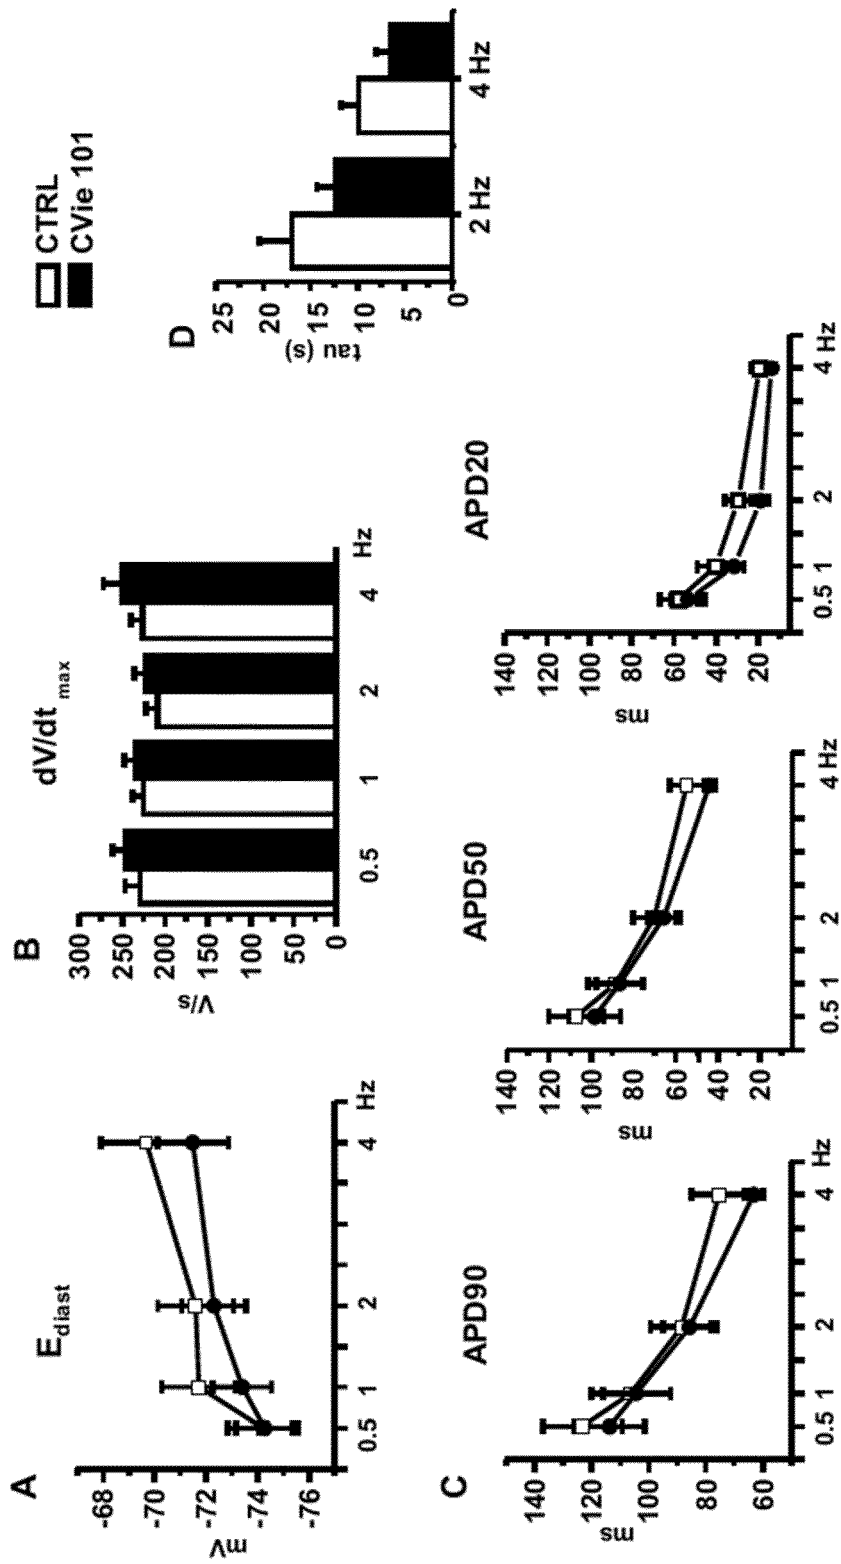 A
E diast
mV
-68
-70
-72
-74
-76
0.5 1 2 4 Hz
B
dV/dt max
V/s
300
250
200
150
100
50
0
0.5 1 2 4 Hz
CTRL
CVie 101
D
tau (s)
25
20
15
10
5
0
2 Hz 4 Hz
C
APD90
ms
140
120
100
80
60
0.5 1 2 4 Hz
APD50
ms
140
120
100
80
60
40
20
0.5 1 2 4 Hz
APD20
ms
140
120
100
80
60
40
20
0.5 1 2 4 Hz